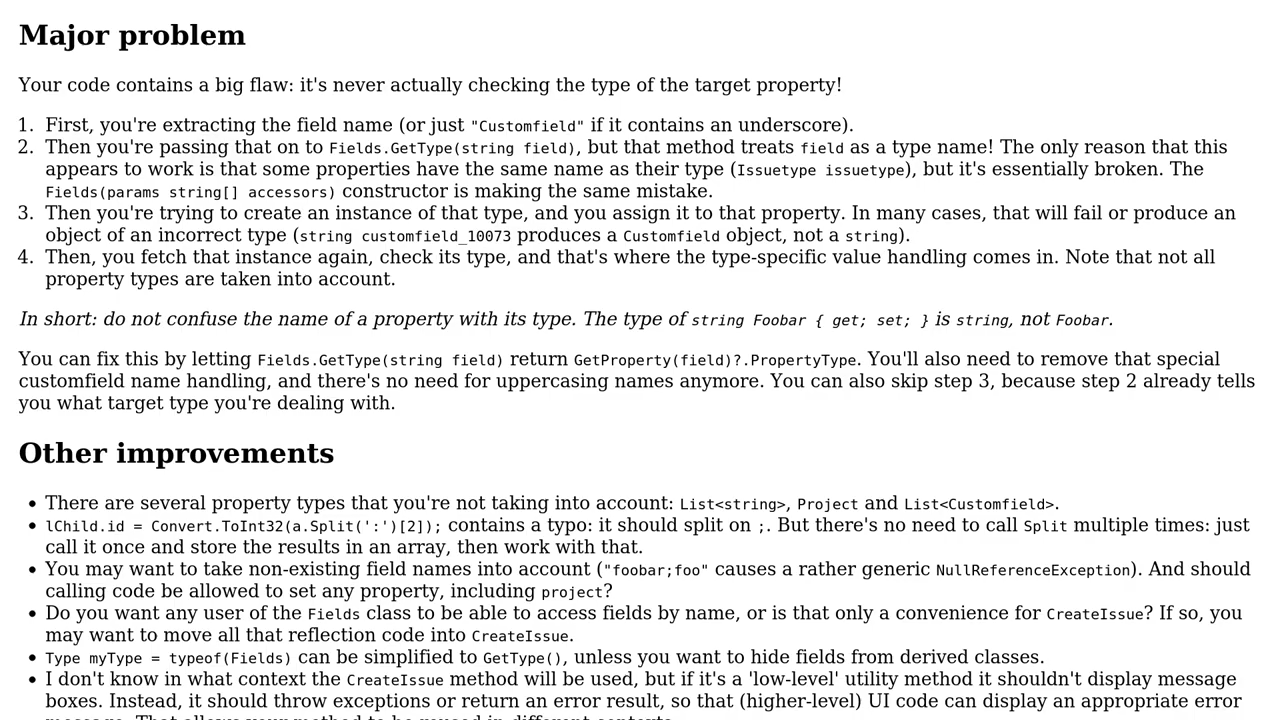 Major problem
Your code contains a big flaw: it's never actually checking the type of the target property!
1. First, you're extracting the field name (or just "Customfield" if it contains an underscore).
2. Then you're passing that on to Fields.GetType(string field), but that method treats field as a type name! The only reason that this
appears to work is that some properties have the same name as their type (Issuetype issuetype), but it's essentially broken. The
Fields(params string[] accessors) constructor is making the same mistake.
3. Then you're trying to create an instance of that type, and you assign it to that property. In many cases, that will fail or produce an
object of an incorrect type (string customfield_10073 produces a Customfield object, not a string).
4. Then, you fetch that instance again, check its type, and that's where the type-specific value handling comes in. Note that not all
property types are taken into account.
In short: do not confuse the name of a property with its type. The type of string Foobar { get; set; } is string, not Foobar.
You can fix this by letting Fields.GetType(string field) return GetProperty(field)?.PropertyType. You'll also need to remove that special
customfield name handling, and there's no need for uppercasing names anymore. You can also skip step 3, because step 2 already tells
you what target type you're dealing with.
Other improvements
• There are several property types that you're not taking into account: List<string>, Project and List<Customfield>.
• lChild.id = Convert.ToInt32(a.Split(':')[2]); contains a typo: it should split on ;. But there's no need to call Split multiple times: just
call it once and store the results in an array, then work with that.
• You may want to take non-existing field names into account ("foobar;foo" causes a rather generic NullReferenceException). And should
calling code be allowed to set any property, including project?
• Do you want any user of the Fields class to be able to access fields by name, or is that only a convenience for CreateIssue? If so, you
may want to move all that reflection code into CreateIssue.
• Type myType = typeof(Fields) can be simplified to GetType(), unless you want to hide fields from derived classes.
• I don't know in what context the CreateIssue method will be used, but if it's a 'low-level' utility method it shouldn't display message
boxes. Instead, it should throw exceptions or return an error result, so that (higher-level) UI code can display an appropriate error
message. That allows your method to be reused in different contexts.